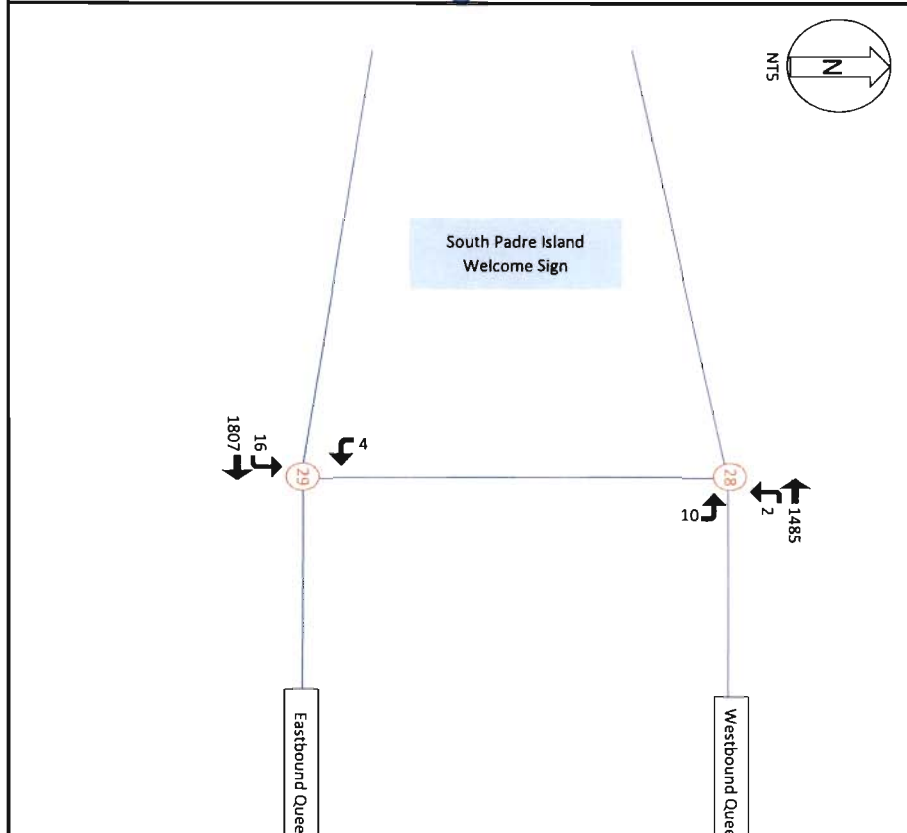 N
NTS
South Padre Island
Welcome Sign
1807
16
4
29
28
10
2
1485
Eastbound Quee
Westbound Quee